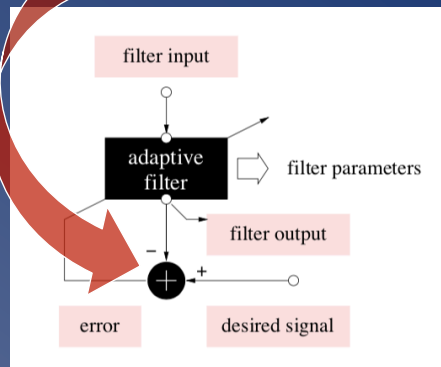 filter input
adaptive
filter
filter parameters
filter output
−
+
+
error
desired signal